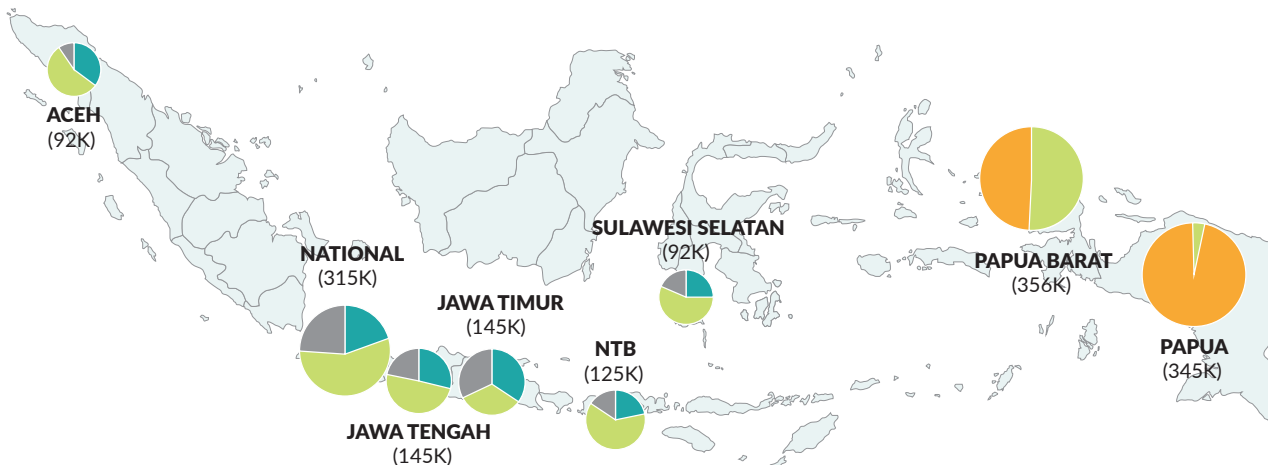 ACEH
(92K)
NATIONAL
(315K)
JAWA TENGAH
(145K)
JAWA TIMUR
(145K)
NTB
(125K)
SULAWESI SELATAN
(92K)
PAPUA BARAT
(356K)
PAPUA
(345K)